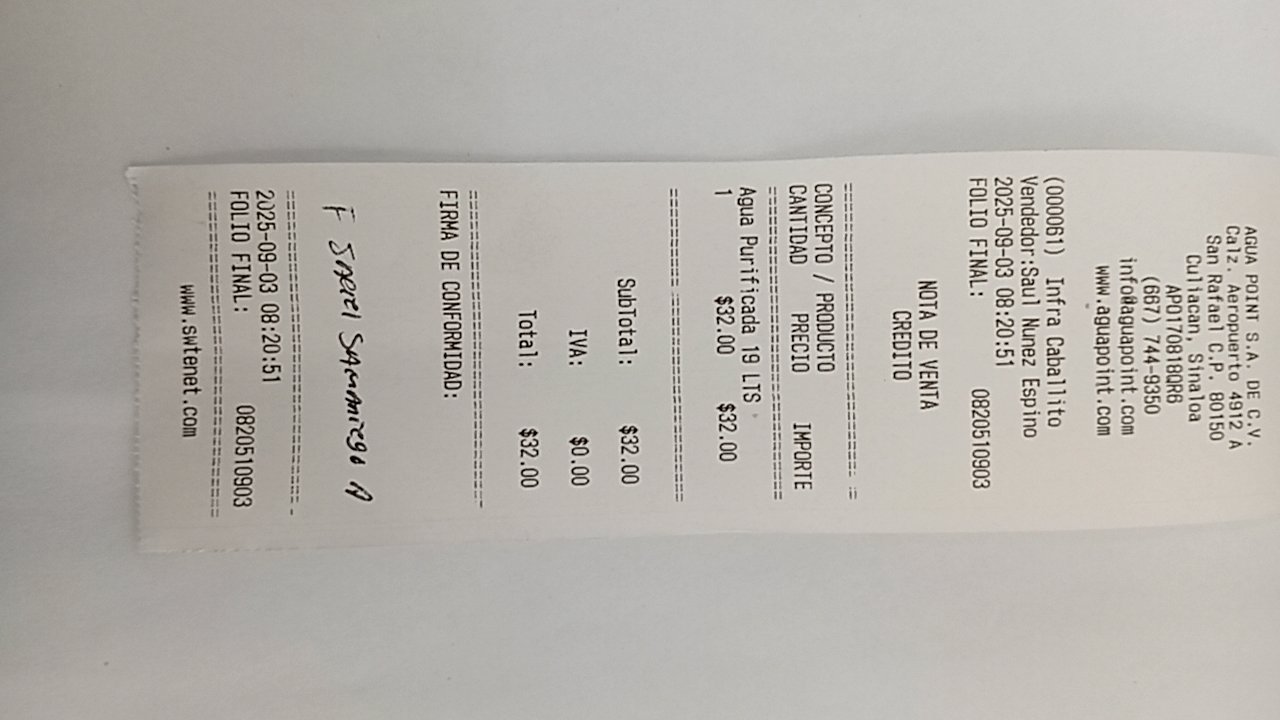 AGUA POINT S.A. DE C.V.
Calz. Aeropuerto 4912 A
San Rafael C.P. 80150
Culiacan, Sinaloa
APO170818QR6
(667) 744-9350
info@aguapoint.com
www.aguapoint.com
(000061) Infra Caballito
Vendedor:Saul Nunez Espino
2025-09-03 08:20:51
FOLIO FINAL: 0820510903
NOTA DE VENTA
CREDITO
CONCEPTO / PRODUCTO
CANTIDAD PRECIO IMPORTE
Agua Purificada 19 LTS
1 $32.00 $32.00
SubTotal: $32.00
IVA: $0.00
Total: $32.00
FIRMA DE CONFORMIDAD:
F
2025-09-03 08:20:51
FOLIO FINAL: 0820510903
www.swtenet.com